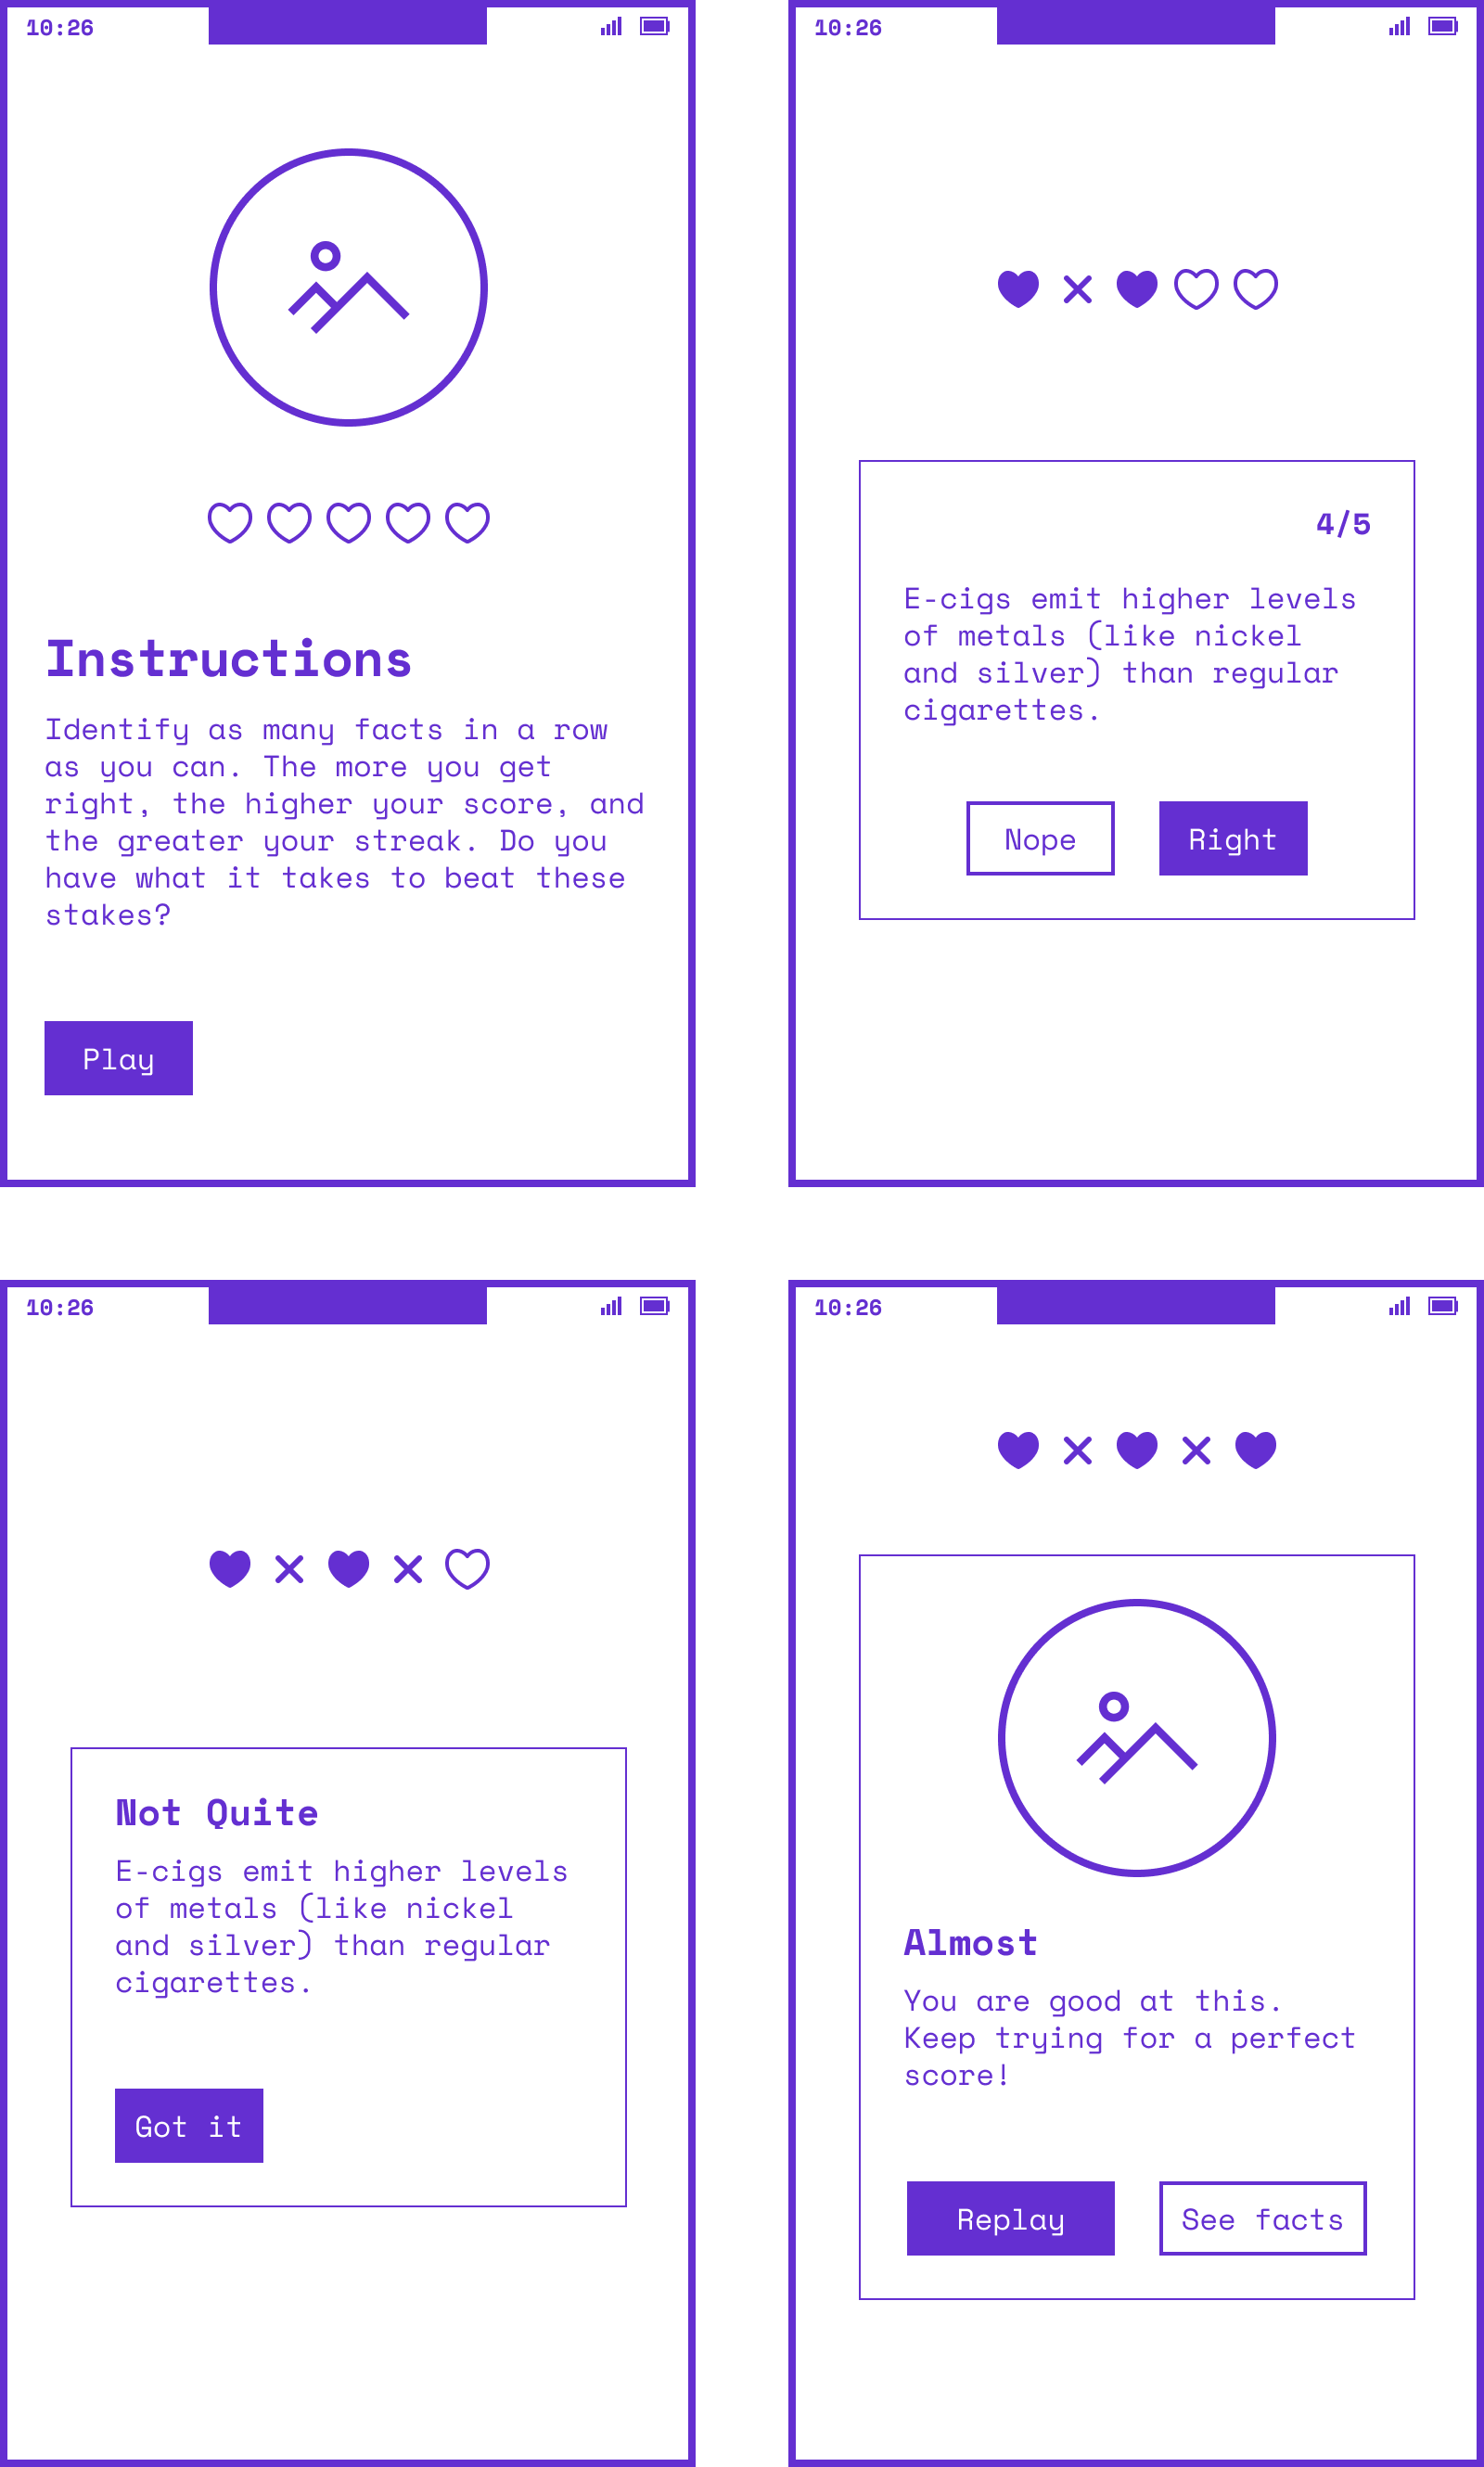 10:26
Instructions
Identify as many facts in a row
as you can. The more you get
right, the higher your score, and
the greater your streak. Do you
have what it takes to beat these
stakes?
Play
10:26
4/5
E-cigs emit higher levels
of metals (like nickel
and silver) than regular
cigarettes.
Nope
Right
10:26
Not Quite
E-cigs emit higher levels
of metals (like nickel
and silver) than regular
cigarettes.
Got it
10:26
Almost
You are good at this.
Keep trying for a perfect
score!
Replay
See facts